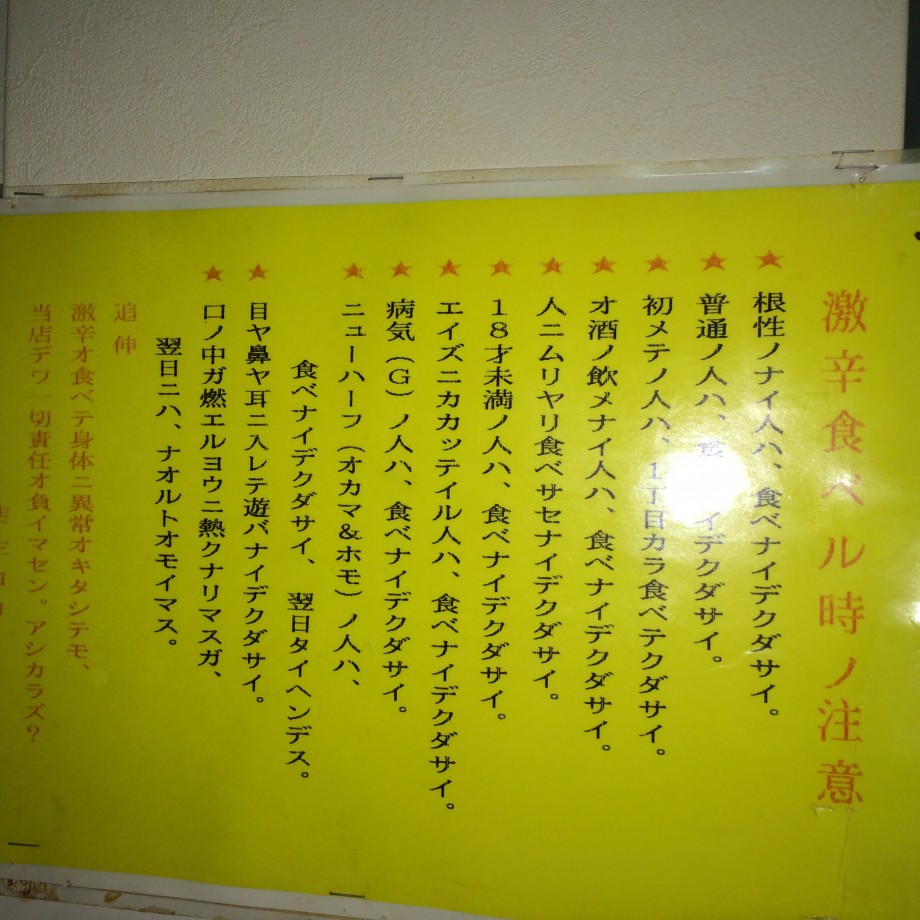 激辛食ベル時ノ注意
★根性ノナイ人ハ、食ベナイデクダサイ。
★普通ノ人ハ、食 イデクダサイ。
★初メテノ人ハ、1丁目カラ食ベテクダサイ。
★オ酒ノ飲メナイ人ハ、食ベナイデクダサイ。
★人ニムリヤリ食ベサセナイデクダサイ。
★18才未満ノ人ハ、食ベナイデクダサイ。
★エイズニカカッテイル人ハ、食ベナイデクダサイ。
★病気(G)ノ人ハ、食ベナイデクダサイ。
★ニューハーフ(オカマ&ホモ)ノ人ハ、
食ベナイデクダサイ、翌日タイヘンデス。
★目ヤ鼻ヤ耳ニ入レテ遊バナイデクダサイ。
★口ノ中ガ燃エルヨウニ熱クナリマスガ、
翌日ニハ、ナオルトオモイマス。
追伸
激辛オ食ベテ身体ニ異常オキタシテモ、
当店デワ一切責任オ負イマセン。アシカラズ?